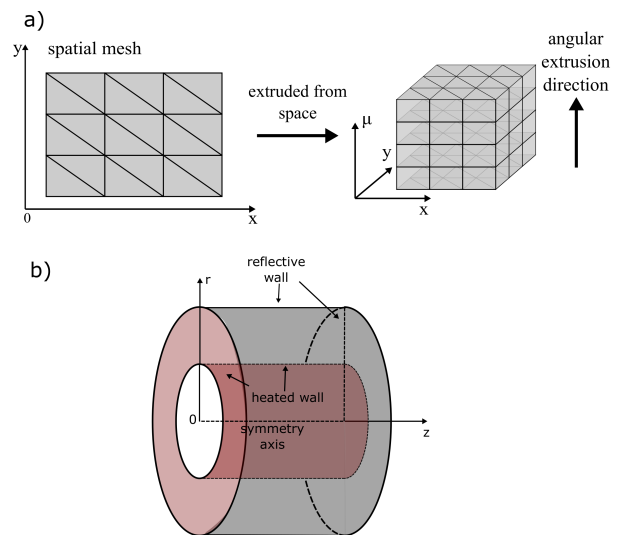 a)
y
spatial mesh
0
x
extruded from
space
μ
y
x
angular
extrusion
direction
b)
reflective
wall
r
heated wall
0
symmetry
axis
z